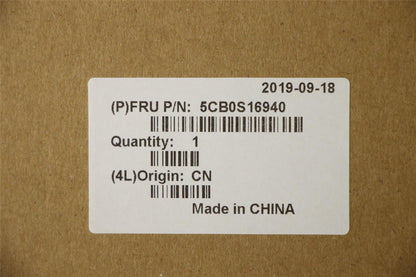 2019-09-18
(P)FRU P/N: 5CB0S16940
Quantity: 1
(4L)Origin: CN
Made in CHINA